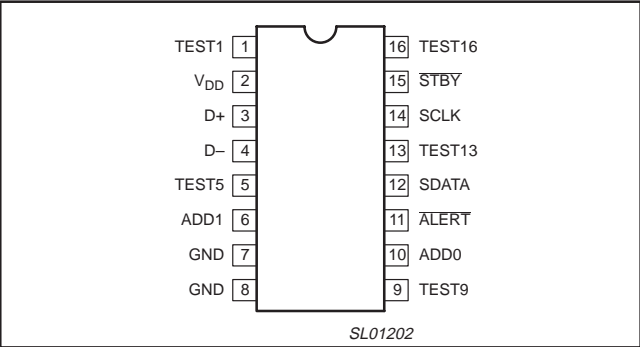 TEST1 1 16 TEST16
VDD 2 15 STBY
D+ 3 14 SCLK
D– 4 13 TEST13
TEST5 5 12 SDATA
ADD1 6 11 ALERT
GND 7 10 ADD0
GND 8 9 TEST9
SL01202